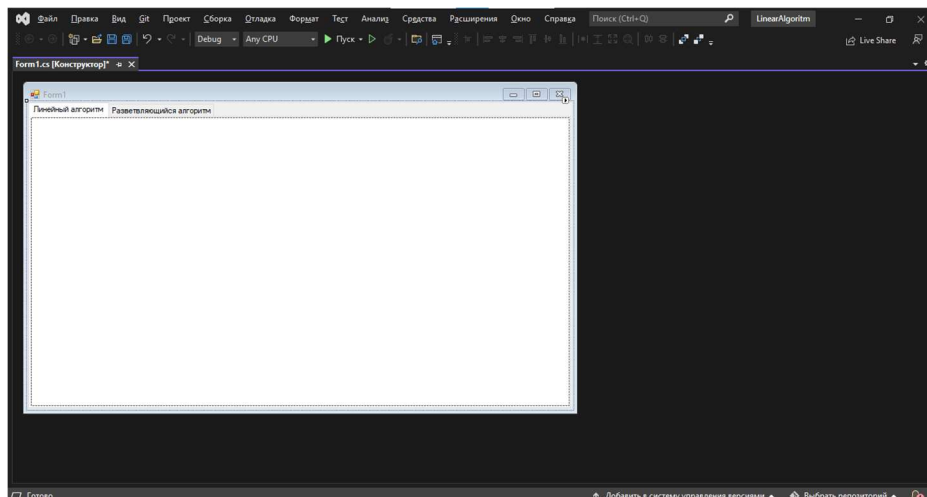 Файл Правка Вид Git Проект Сборка Отладка Формат Тест Анализ Средства Расширения Окно Справка Поиск (Ctrl+Q) LinearAlgoritm
Debug Any CPU Пуск Live Share
Form1.cs [Конструктор]*
Form1
Линейный алгоритм Разветвляющийся алгоритм
Готово Добавить в систему управления версиями Выбрать репозиторий